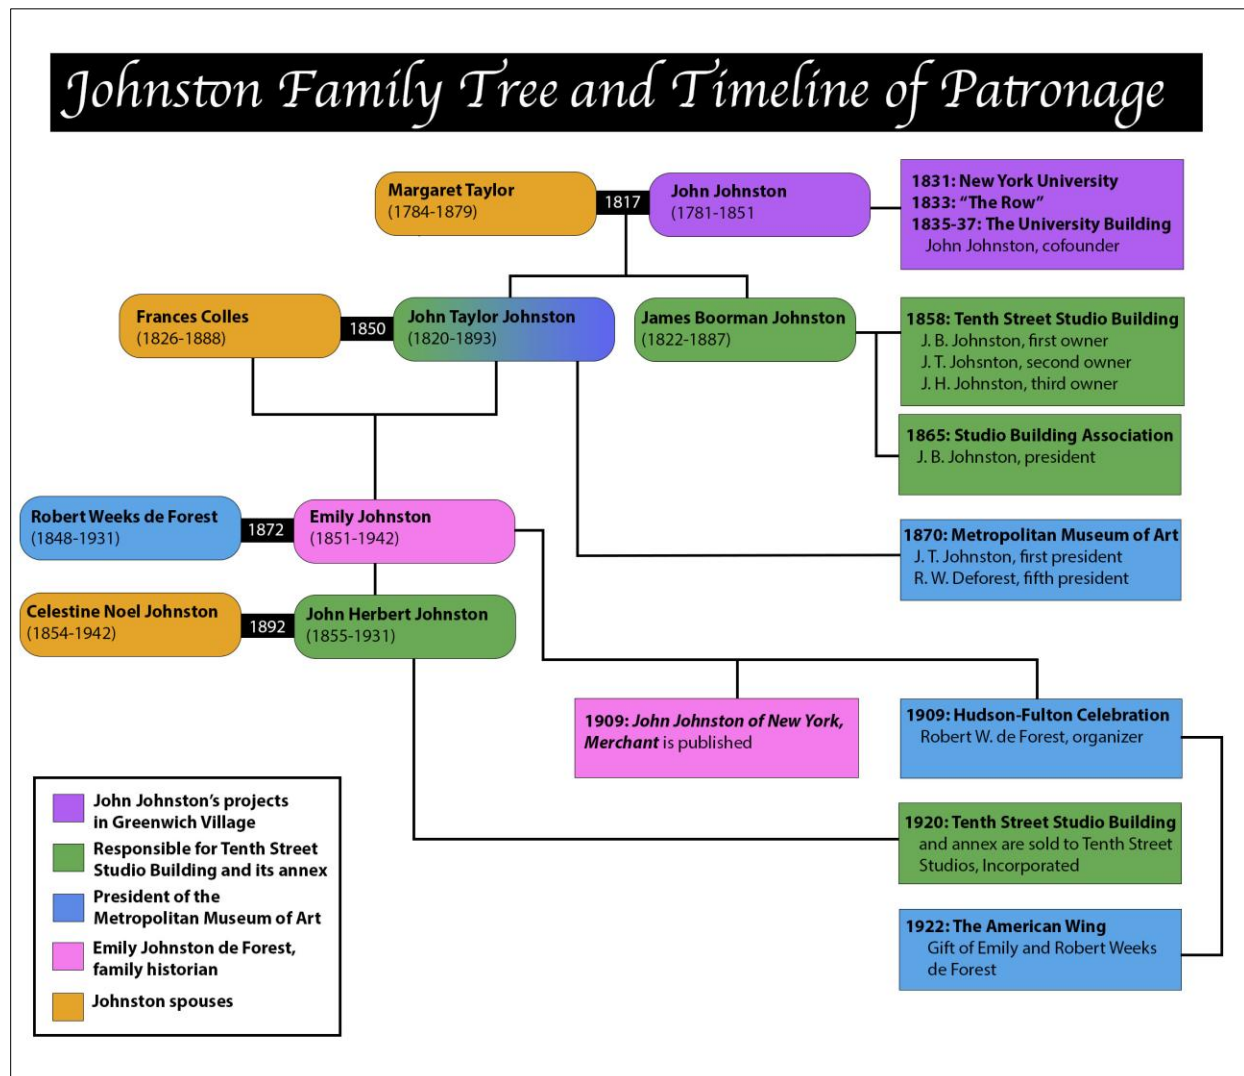 Johnston Family Tree and Timeline of Patronage
Margaret Taylor
(1784-1879)
1817
John Johnston
(1781-1851
1831: New York University
1833: “The Row”
1835-37: The University Building
John Johnston, cofounder
Frances Colles
(1826-1888)
1850
John Taylor Johnston
(1820-1893)
James Boorman Johnston
(1822-1887)
1858: Tenth Street Studio Building
J. B. Johnston, first owner
J. T. Johsnton, second owner
J. H. Johnston, third owner
1865: Studio Building Association
J. B. Johnston, president
Robert Weeks de Forest
(1848-1931)
1872
Emily Johnston
(1851-1942)
1870: Metropolitan Museum of Art
J. T. Johnston, first president
R. W. Deforest, fifth president
Celestine Noel Johnston
(1854-1942)
1892
John Herbert Johnston
(1855-1931)
1909: John Johnston of New York,
Merchant is published
1909: Hudson-Fulton Celebration
Robert W. de Forest, organizer
1920: Tenth Street Studio Building
and annex are sold to Tenth Street
Studios, Incorporated
1922: The American Wing
Gift of Emily and Robert Weeks
de Forest
John Johnston’s projects
in Greenwich Village
Responsible for Tenth Street
Studio Building and its annex
President of the
Metropolitan Museum of Art
Emily Johnston de Forest,
family historian
Johnston spouses